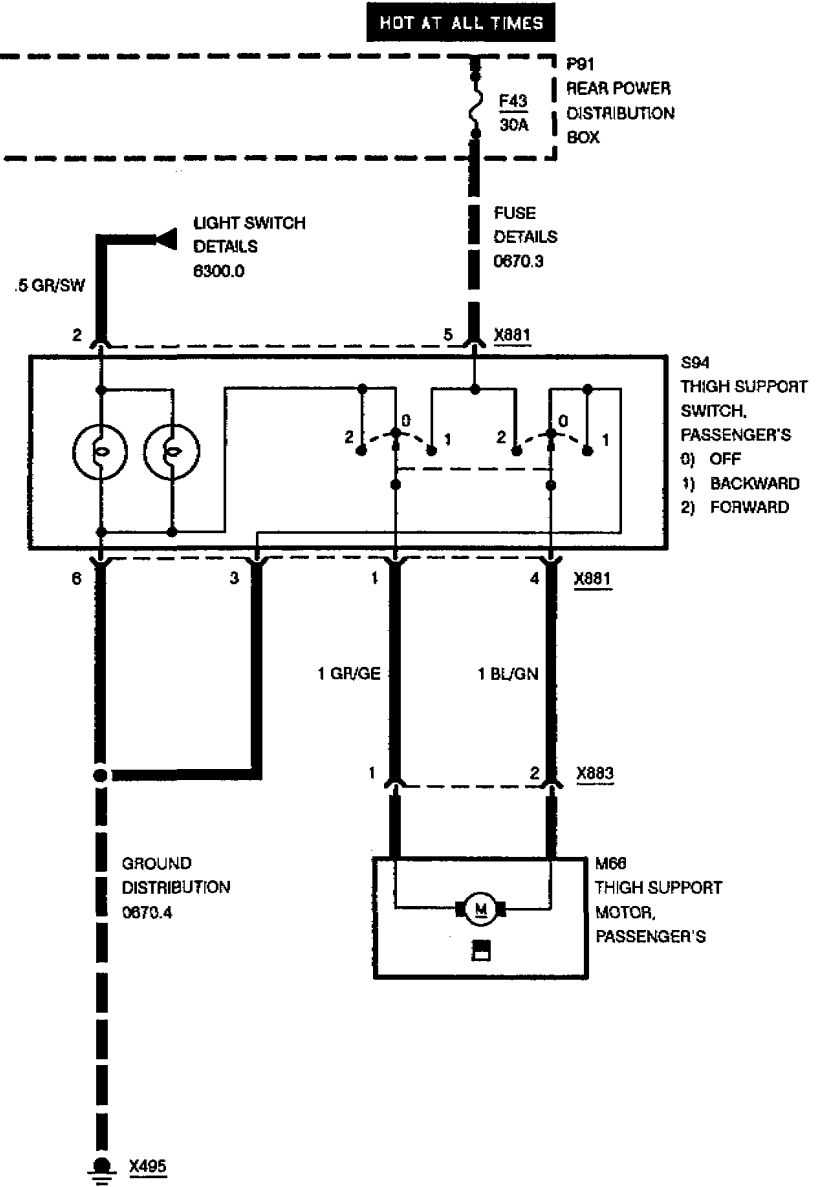 HOT AT ALL TIMES
P91
REAR POWER
DISTRIBUTION
BOX
F43
30A
LIGHT SWITCH
DETAILS
6300.0
FUSE
DETAILS
0670.3
.5 GR/SW
2
5
X881
S94
THIGH SUPPORT
SWITCH,
PASSENGER'S
0) OFF
1) BACKWARD
2) FORWARD
0
2
1
0
2
1
6
3
1
4
X881
1 GR/GE
1 BL/GN
1
2
X883
GROUND
DISTRIBUTION
0670.4
M66
THIGH SUPPORT
MOTOR,
PASSENGER'S
M
X495